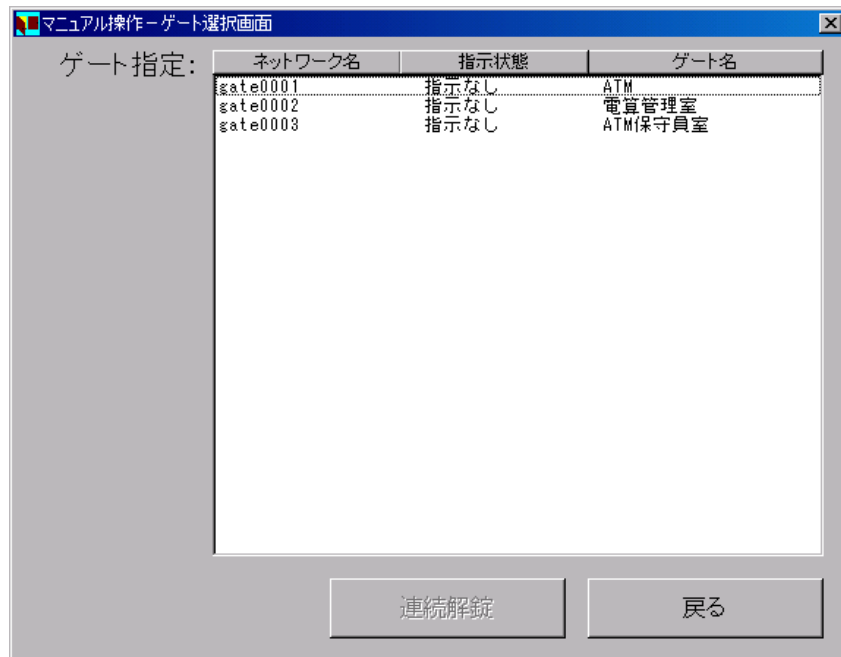 マニュアル操作－ゲート選択画面
ゲート指定:
ネットワーク名 指示状態 ゲート名
gate0001 指示なし ATM
gate0002 指示なし 電算管理室
gate0003 指示なし ATM保守員室
連続解錠 戻る